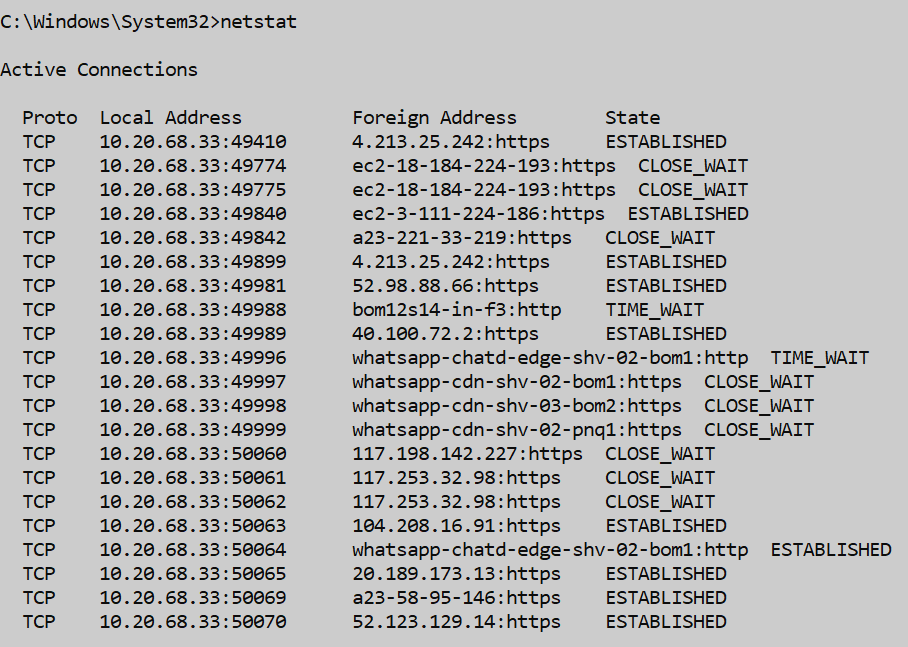 C:\Windows\System32>netstat
Active Connections
Proto  Local Address          Foreign Address        State
TCP    10.20.68.33:49410      4.213.25.242:https     ESTABLISHED
TCP    10.20.68.33:49774      ec2-18-184-224-193:https  CLOSE_WAIT
TCP    10.20.68.33:49775      ec2-18-184-224-193:https  CLOSE_WAIT
TCP    10.20.68.33:49840      ec2-3-111-224-186:https  ESTABLISHED
TCP    10.20.68.33:49842      a23-221-33-219:https   CLOSE_WAIT
TCP    10.20.68.33:49899      4.213.25.242:https     ESTABLISHED
TCP    10.20.68.33:49981      52.98.88.66:https      ESTABLISHED
TCP    10.20.68.33:49988      bom12s14-in-f3:http    TIME_WAIT
TCP    10.20.68.33:49989      40.100.72.2:https      ESTABLISHED
TCP    10.20.68.33:49996      whatsapp-chatd-edge-shv-02-bom1:http  TIME_WAIT
TCP    10.20.68.33:49997      whatsapp-cdn-shv-02-bom1:https  CLOSE_WAIT
TCP    10.20.68.33:49998      whatsapp-cdn-shv-03-bom2:https  CLOSE_WAIT
TCP    10.20.68.33:49999      whatsapp-cdn-shv-02-pnq1:https  CLOSE_WAIT
TCP    10.20.68.33:50060      117.198.142.227:https  CLOSE_WAIT
TCP    10.20.68.33:50061      117.253.32.98:https    CLOSE_WAIT
TCP    10.20.68.33:50062      117.253.32.98:https    CLOSE_WAIT
TCP    10.20.68.33:50063      104.208.16.91:https    ESTABLISHED
TCP    10.20.68.33:50064      whatsapp-chatd-edge-shv-02-bom1:http  ESTABLISHED
TCP    10.20.68.33:50065      20.189.173.13:https    ESTABLISHED
TCP    10.20.68.33:50069      a23-58-95-146:https    ESTABLISHED
TCP    10.20.68.33:50070      52.123.129.14:https    ESTABLISHED